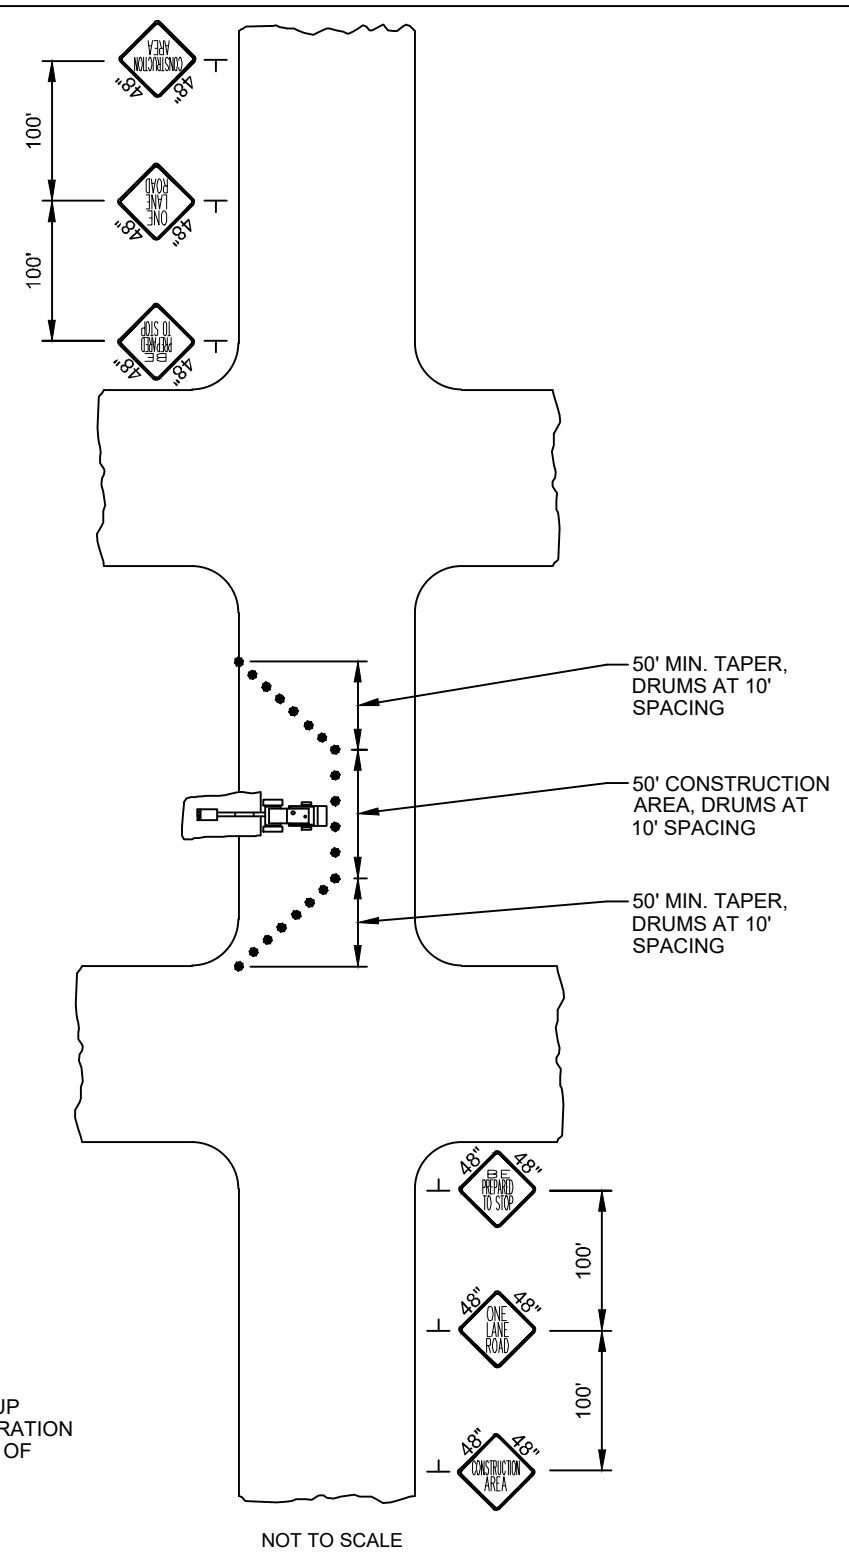 CONSTRUCTION
AREA
48"
48"
100'
ONE
LANE
ROAD
48"
48"
100'
BE
PREPARED
TO STOP
48"
48"
50' MIN. TAPER,
DRUMS AT 10'
SPACING
50' CONSTRUCTION
AREA, DRUMS AT
10' SPACING
50' MIN. TAPER,
DRUMS AT 10'
SPACING
48"
48"
BE
PREPARED
TO STOP
100'
48"
48"
ONE
LANE
ROAD
100'
48"
48"
CONSTRUCTION
AREA
UP
RATION
OF
NOT TO SCALE